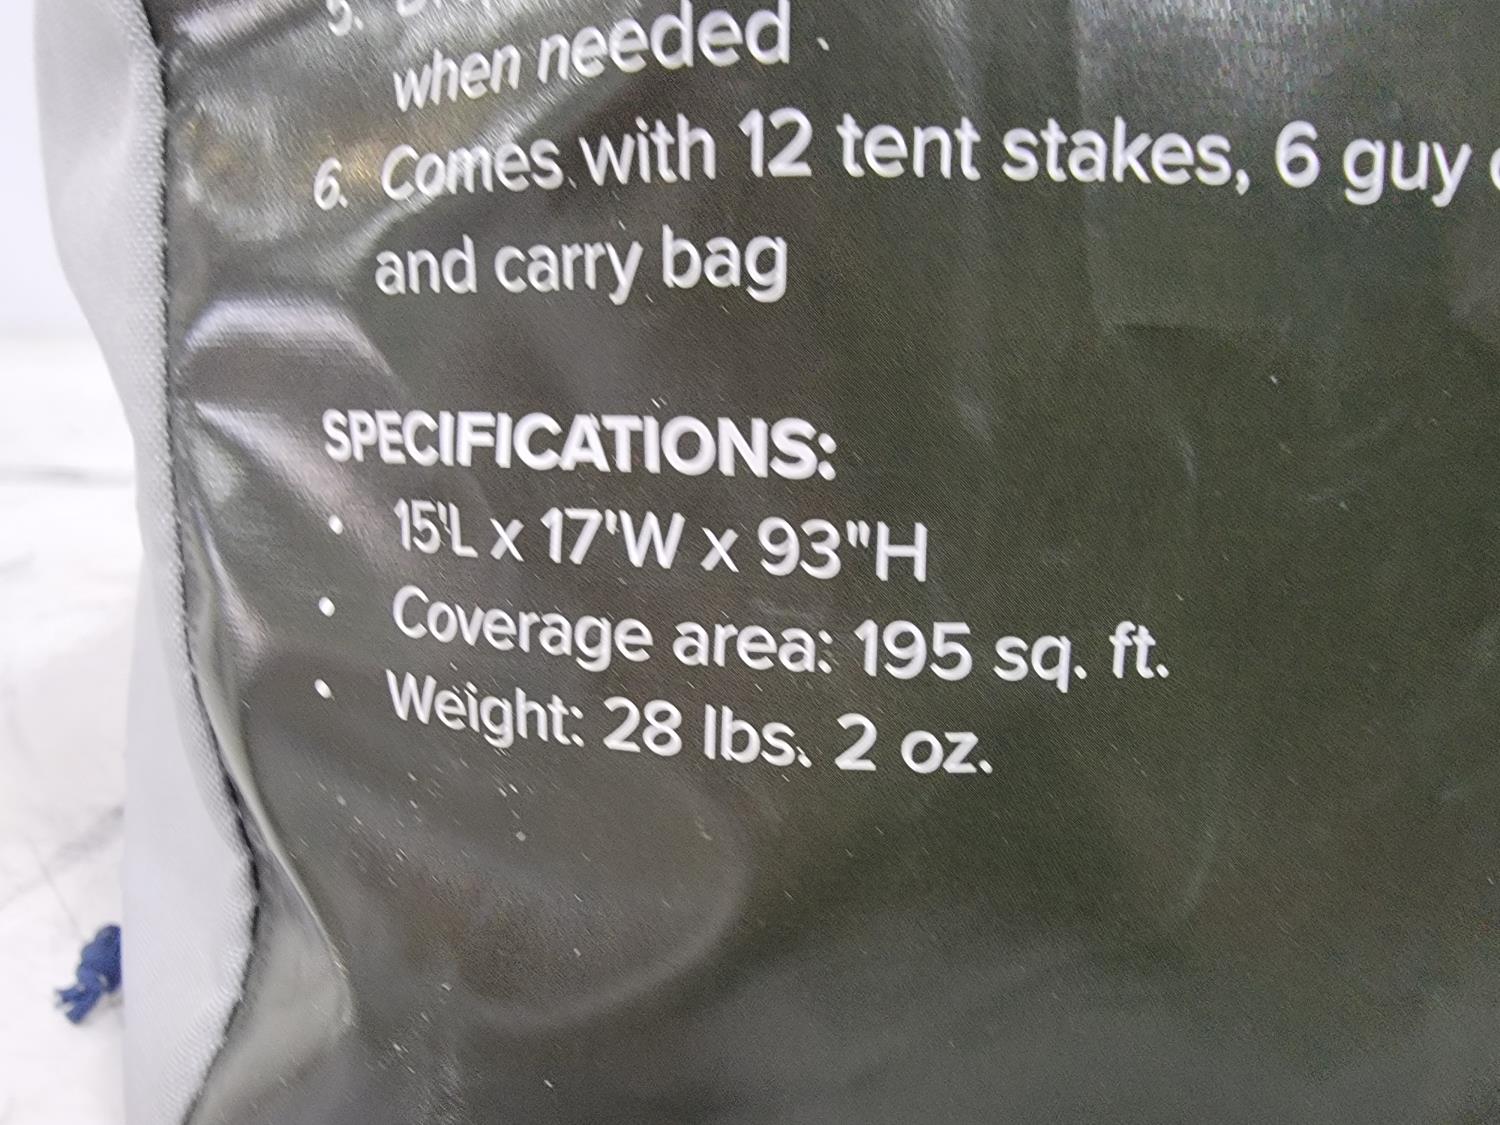 5.
when needed .
6. Comes with 12 tent stakes, 6 guy
and carry bag
SPECIFICATIONS:
• 15'L x 17'W x 93"H
• Coverage area: 195 sq. ft.
• Weight: 28 lbs. 2 oz.